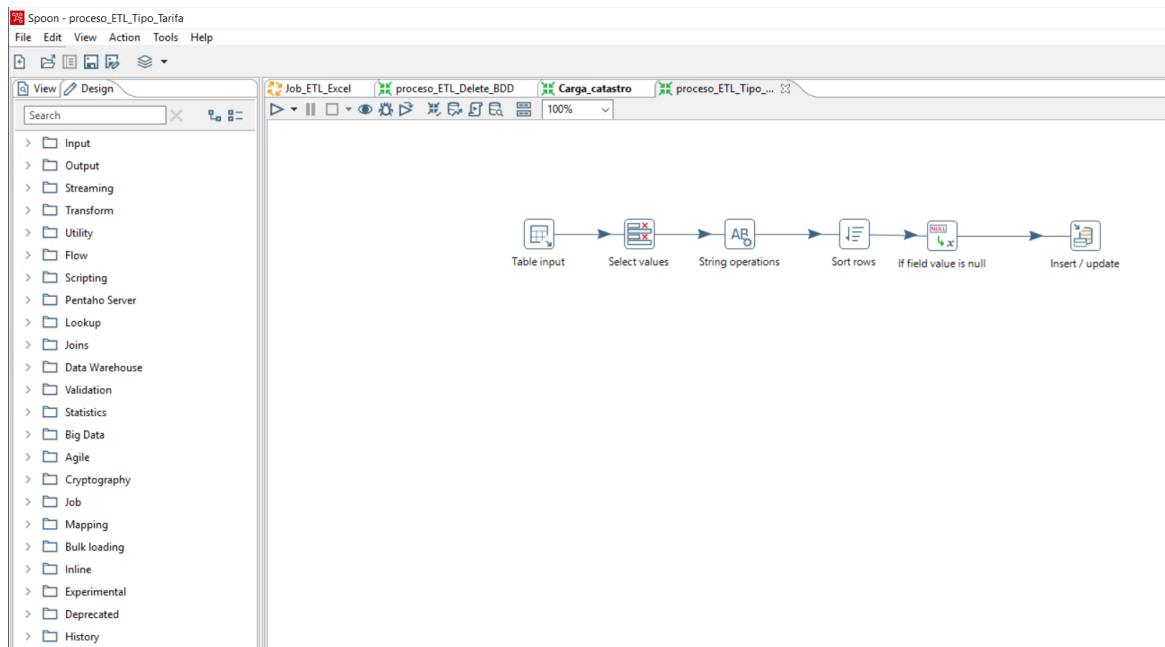 Spoon - proceso_ETL_Tipo_Tarifa
File Edit View Action Tools Help
View Design
Job_ETL_Excel proceso_ETL_Delete_BDD Carga_catastro proceso_ETL_Tipo_...
Search
100%
Input
Output
Streaming
Transform
Utility
Flow
Scripting
Pentaho Server
Lookup
Joins
Data Warehouse
Validation
Statistics
Big Data
Agile
Cryptography
Job
Mapping
Bulk loading
Inline
Experimental
Deprecated
History
AB
NULL
x
Table input Select values String operations Sort rows If field value is null Insert / update